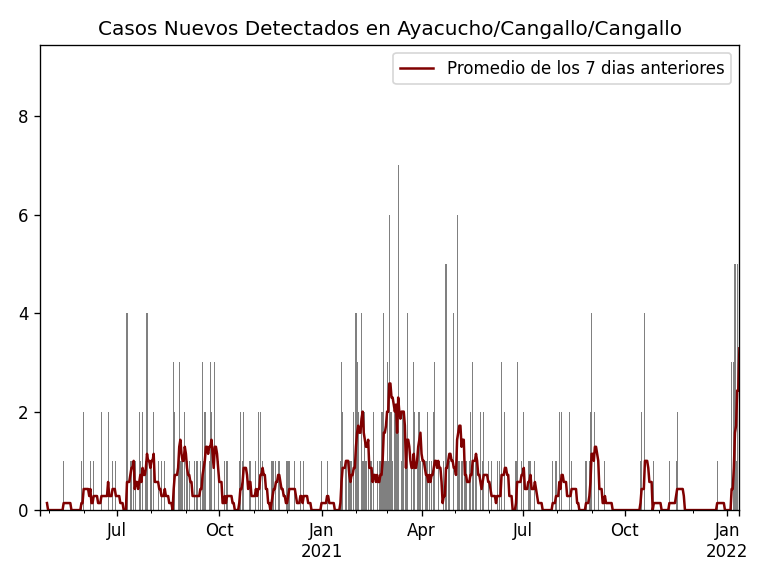 Casos Nuevos Detectados en Ayacucho/Cangallo/Cangallo
Promedio de los 7 dias anteriores
8
6
4
2
0
Jul
Oct
Jan
2021
Apr
Jul
Oct
Jan
2022